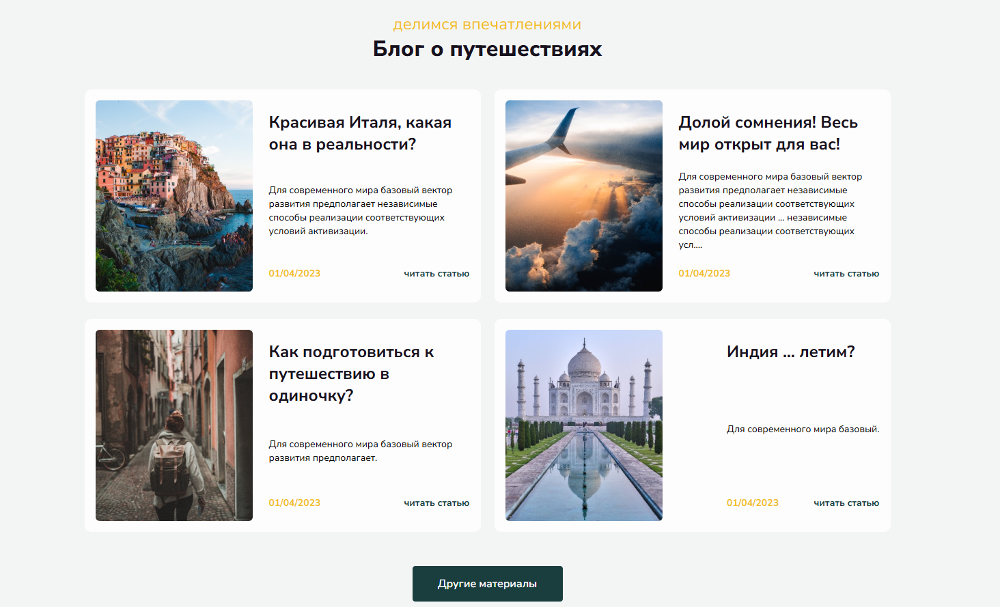 делимся впечатлениями
Блог о путешествиях
Красивая Италя, какая
она в реальности?
Для современного мира базовый вектор
развития предполагает независимые
способы реализации соответствующих
условий активизации.
01/04/2023
читать статью
Долой сомнения! Весь
мир открыт для вас!
Для современного мира базовый вектор
развития предполагает независимые
способы реализации соответствующих
условий активизации ... независимые
способы реализации соответствующих
усл....
01/04/2023
читать статью
Как подготовиться к
путешествию в
одиночку?
Для современного мира базовый вектор
развития предполагает.
01/04/2023
читать статью
Индия ... летим?
Для современного мира базовый.
01/04/2023
читать статью
Другие материалы